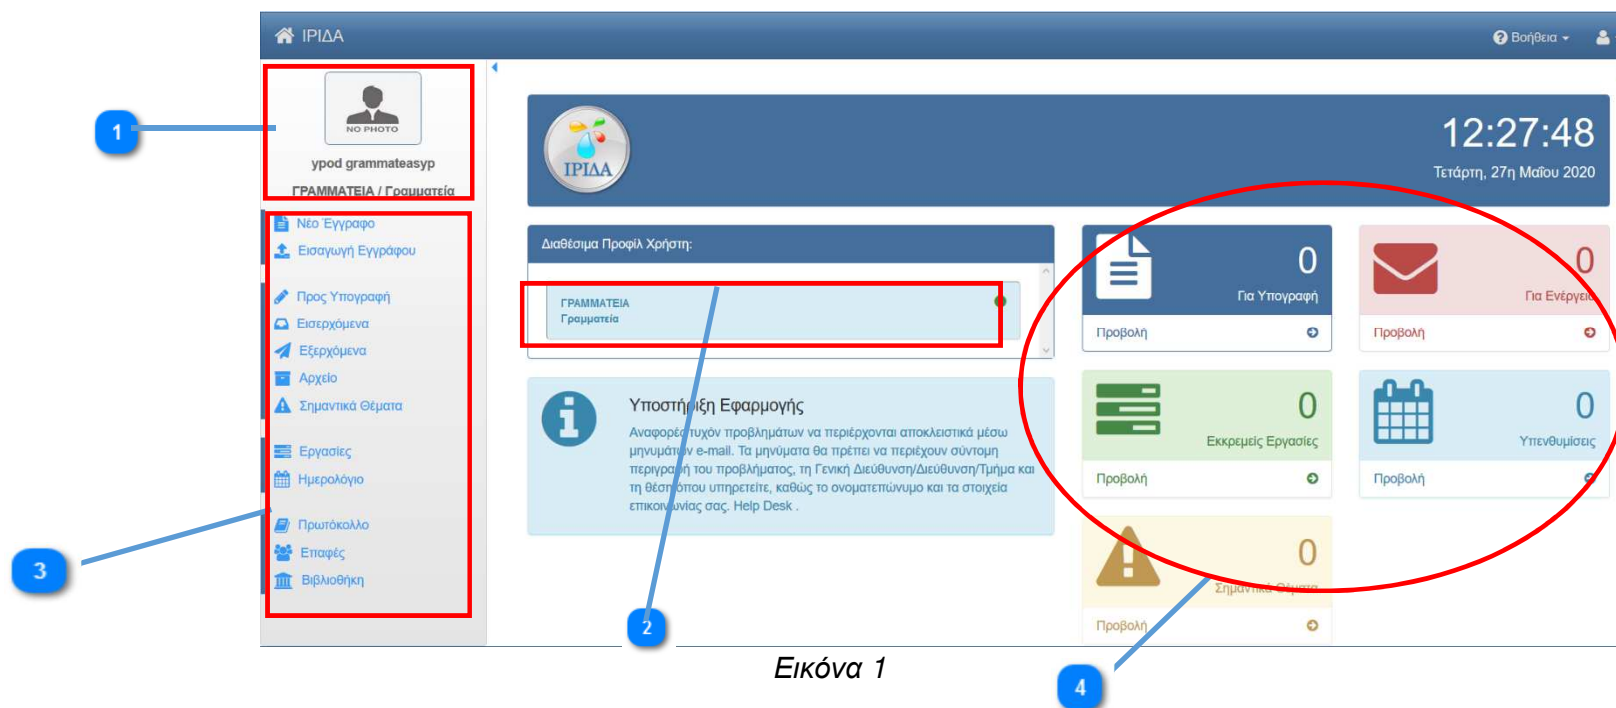 ΙΡΙΔΑ
Βοήθεια
1
NO PHOTO
ypod grammateasyp
ΓΡΑΜΜΑΤΕΙΑ / Γραμματεία
ΙΡΙΔΑ
12:27:48
Τετάρτη, 27η Μαΐου 2020
Νέο Έγγραφο
Εισαγωγή Εγγράφου
Προς Υπογραφή
Εισερχόμενα
Εξερχόμενα
Αρχείο
Σημαντικά Θέματα
Εργασίες
Ημερολόγιο
Πρωτόκολλο
Επαφές
Βιβλιοθήκη
3
Διαθέσιμα Προφίλ Χρήστη:
ΓΡΑΜΜΑΤΕΙΑ
Γραμματεία
Υποστήριξη Εφαρμογής
Αναφορές τυχόν προβλημάτων να περιέρχονται αποκλειστικά μέσω
μηνυμάτων e-mail. Τα μηνύματα θα πρέπει να περιέχουν σύντομη
περιγραφή του προβλήματος, τη Γενική Διεύθυνση/Διεύθυνση/Τμήμα και
τη θέση όπου υπηρετείτε, καθώς το ονοματεπώνυμο και τα στοιχεία
επικοινωνίας σας. Help Desk .
2
0
Για Υπογραφή
Προβολή
0
Για Ενέργεια
Προβολή
0
Εκκρεμείς Εργασίες
Προβολή
0
Υπενθυμίσεις
Προβολή
0
Σημαντικά Θέματα
Προβολή
4
Εικόνα 1